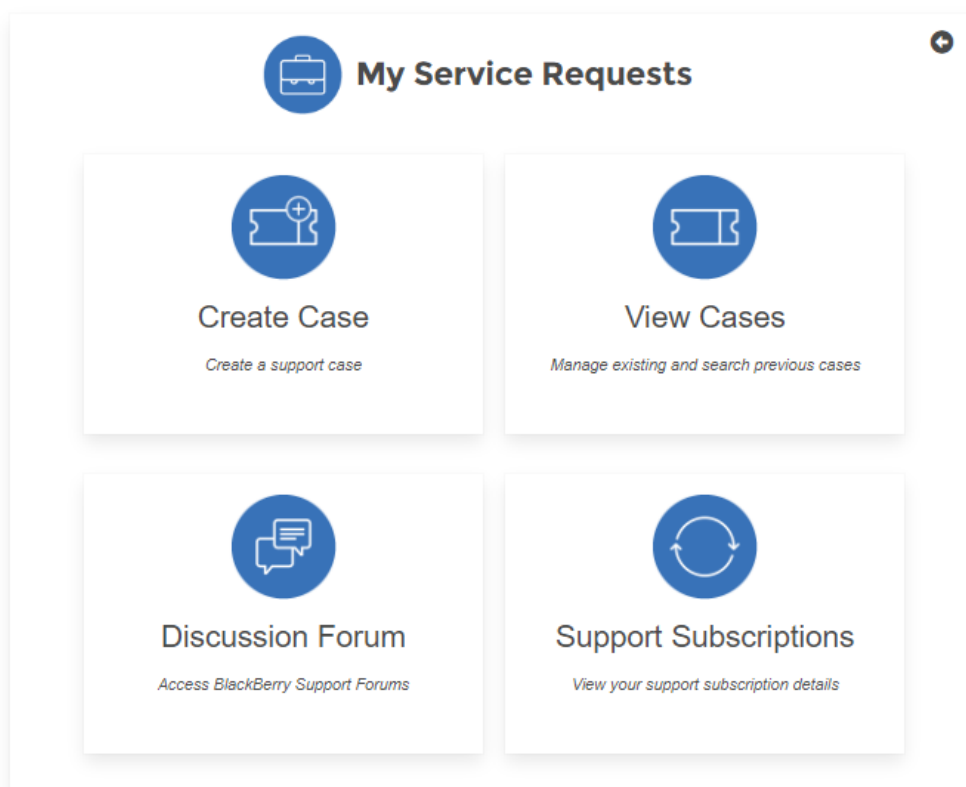 My Service Requests
Create Case
Create a support case
View Cases
Manage existing and search previous cases
Discussion Forum
Access BlackBerry Support Forums
Support Subscriptions
View your support subscription details